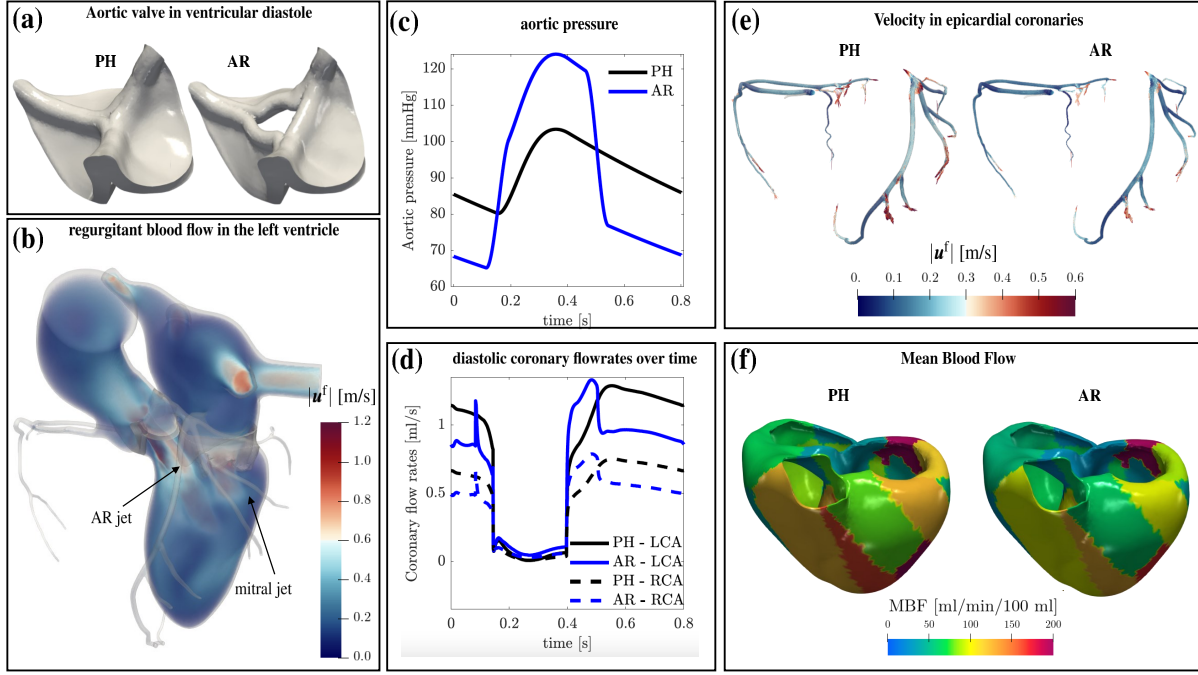 (a)
Aortic valve in ventricular diastole
PH
AR
(b)
regurgitant blood flow in the left ventricle
|u^f| [m/s]
1.2
1.0
0.8
0.6
0.4
0.2
0.0
AR jet
mitral jet
(c)
aortic pressure
Aortic pressure [mmHg]
120
110
100
90
80
70
60
PH
AR
0
0.2
0.4
0.6
0.8
time [s]
(d)
diastolic coronary flowrates over time
Coronary flow rates [ml/s]
1
0.5
0
PH - LCA
AR - LCA
PH - RCA
AR - RCA
0
0.2
0.4
0.6
0.8
time [s]
(e)
Velocity in epicardial coronaries
PH
AR
|u^f| [m/s]
0.
0.1
0.2
0.3
0.4
0.5
0.6
(f)
Mean Blood Flow
PH
AR
MBF [ml/min/100 ml]
0
50
100
150
200